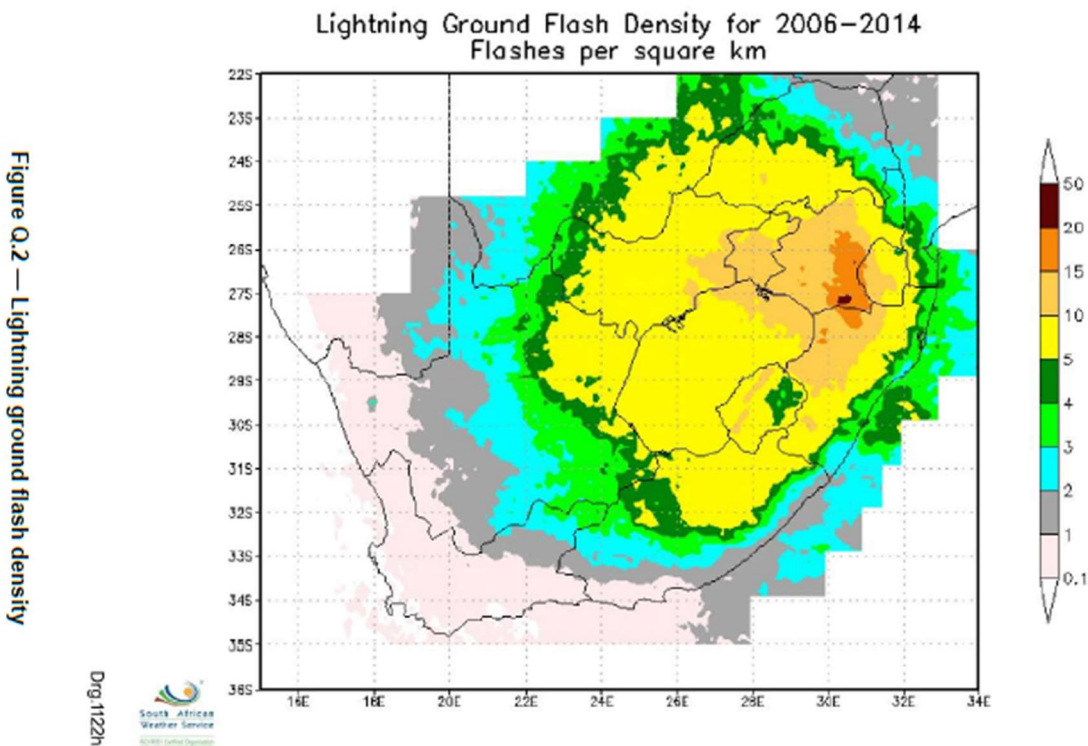 Lightning Ground Flash Density for 2006–2014
Flashes per square km
22S
23S
24S
25S
26S
27S
28S
29S
30S
31S
32S
33S
34S
35S
36S
16E
18E
20E
22E
24E
26E
28E
30E
32E
34E
50
20
15
10
5
4
3
2
1
0.1
Figure Q.2 — Lightning ground flash density
Drg.1122h
South African
Weather Service